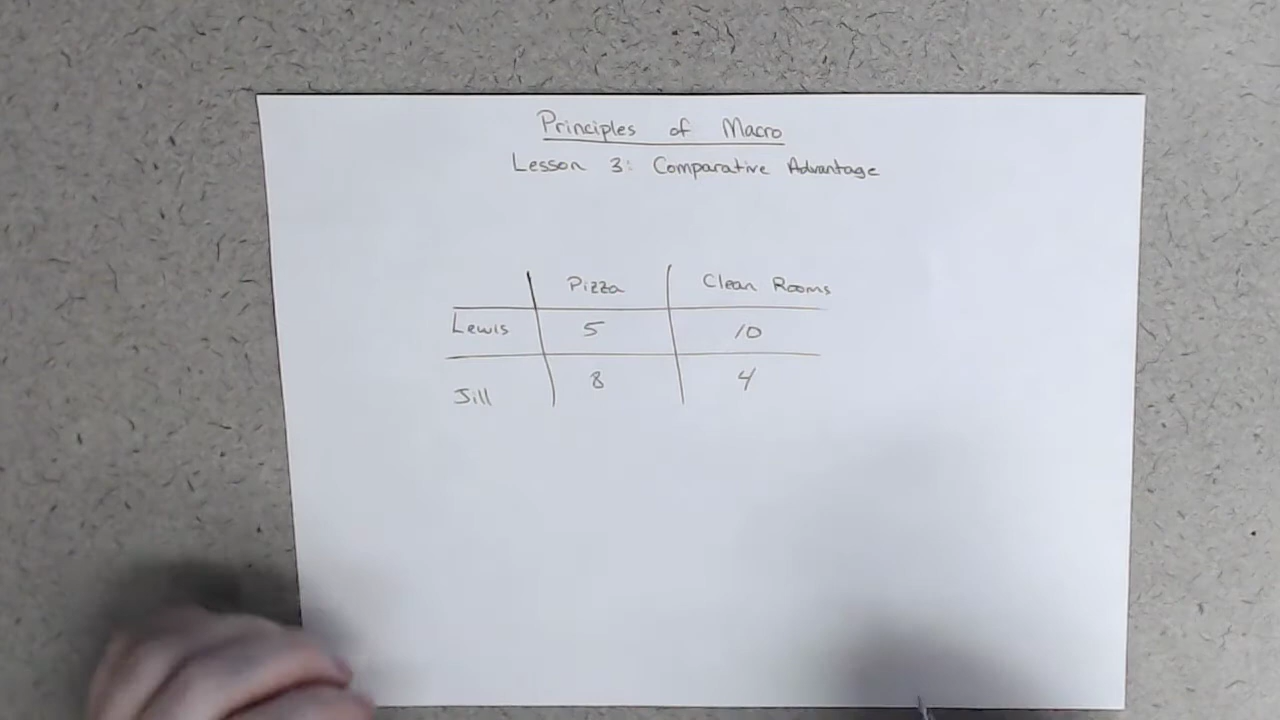 Principles of Macro
Lesson 3: Comparative Advantage
Pizza Clean Rooms
Lewis 5 10
Jill 8 4